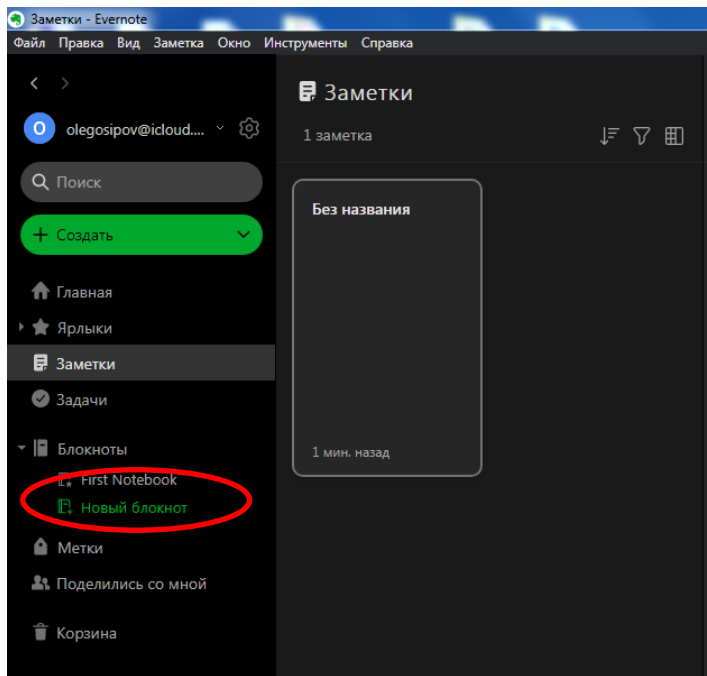 Заметки - Evernote
Файл Правка Вид Заметка Окно Инструменты Справка
O olegosipov@icloud....
Поиск
Создать
Главная
Ярлыки
Заметки
Задачи
Блокноты
First Notebook
Новый блокнот
Метки
Поделились со мной
Корзина
Заметки
1 заметка
Без названия
1 мин. назад